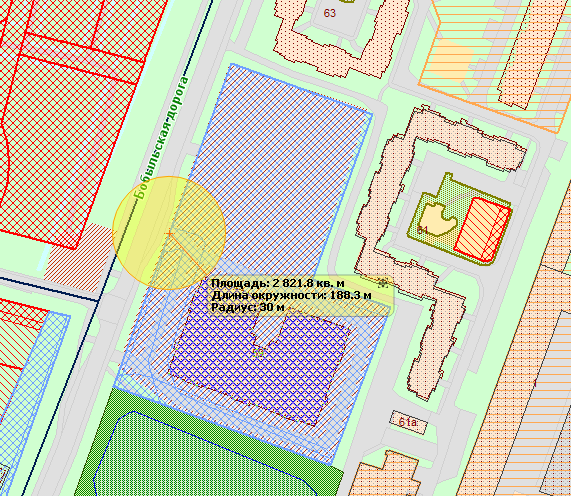 63
Бобыльская дорога
61
Площадь: 2 821.8 кв. м
Длина окружности: 188.3 м
Радиус: 30 м
61а